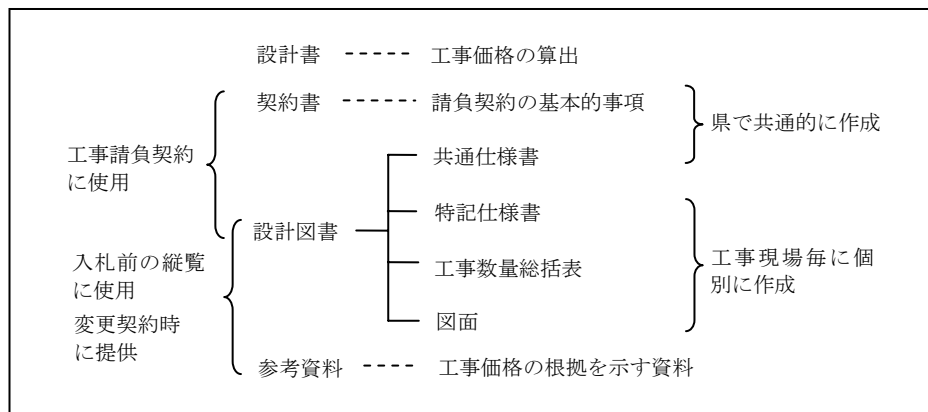 設計書 工事価格の算出
契約書 請負契約の基本的事項
県で共通的に作成
工事請負契約
に使用
共通仕様書
特記仕様書
設計図書
入札前の縦覧
に使用
変更契約時
に提供
工事数量総括表
工事現場毎に個
別に作成
図面
参考資料 工事価格の根拠を示す資料